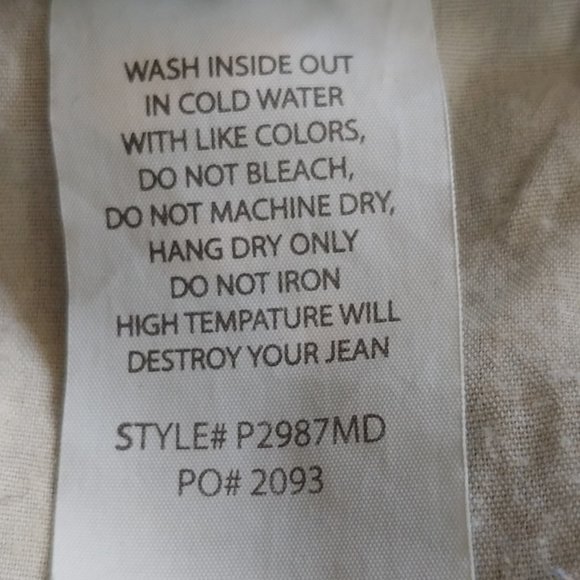 WASH INSIDE OUT
IN COLD WATER
WITH LIKE COLORS,
DO NOT BLEACH,
DO NOT MACHINE DRY,
HANG DRY ONLY
DO NOT IRON
HIGH TEMPATURE WILL
DESTROY YOUR JEAN
STYLE# P2987MD
PO# 2093